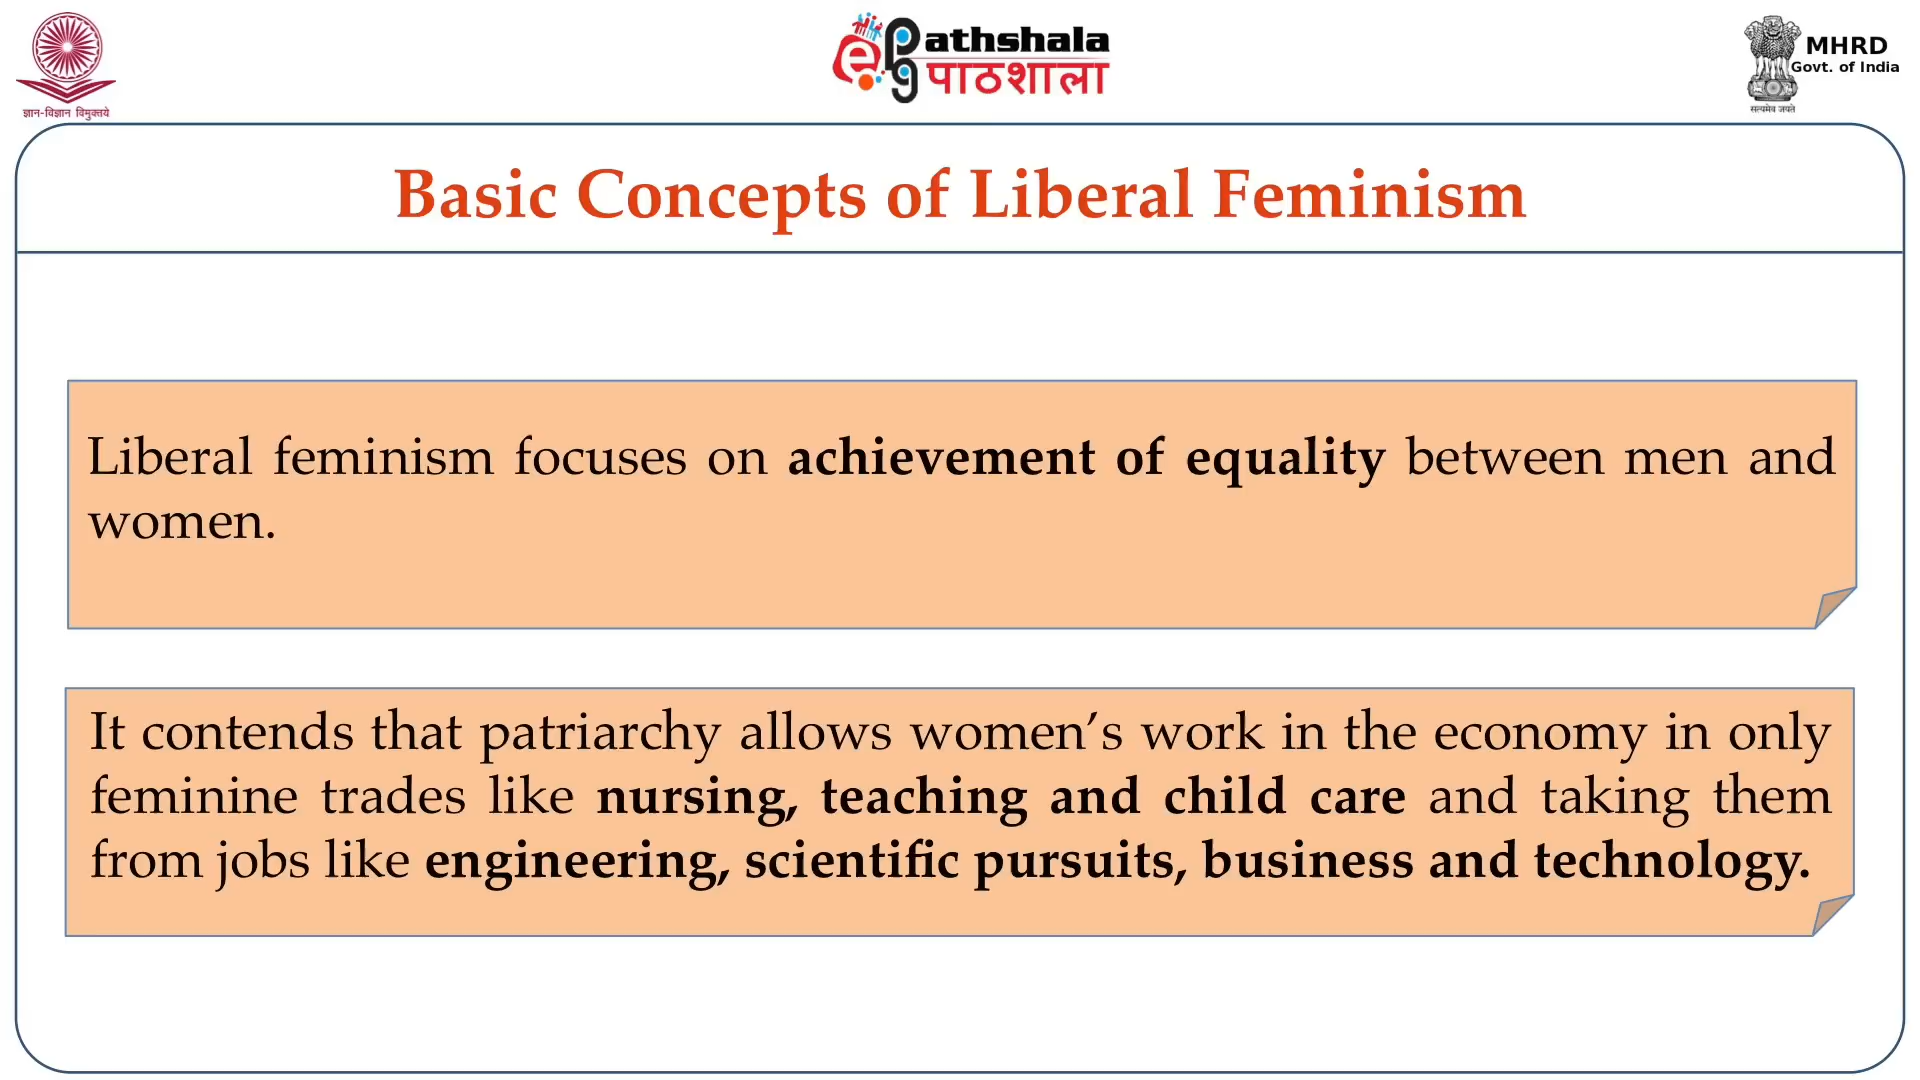 ज्ञान-विज्ञान विमुक्तये
e
PG
athshala
पाठशाला
MHRD
Govt. of India
सत्यमेव जयते
Basic Concepts of Liberal Feminism
Liberal feminism focuses on achievement of equality between men and
women.
It contends that patriarchy allows women’s work in the economy in only
feminine trades like nursing, teaching and child care and taking them
from jobs like engineering, scientific pursuits, business and technology.